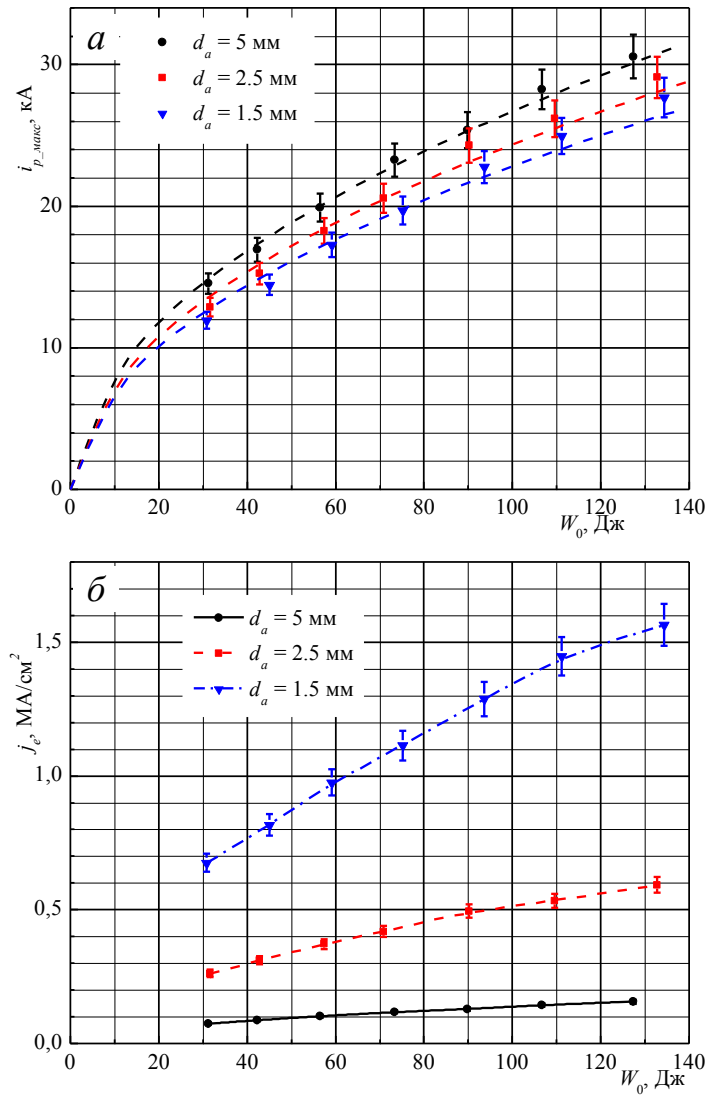 а
d_a = 5 мм
d_a = 2.5 мм
d_a = 1.5 мм
i_p_макс, кА
30
20
10
0
0 20 40 60 80 100 120 140
W_0, Дж
б
d_a = 5 мм
d_a = 2.5 мм
d_a = 1.5 мм
j_e, МА/см^2
1,5
1,0
0,5
0,0
0 20 40 60 80 100 120 140
W_0, Дж